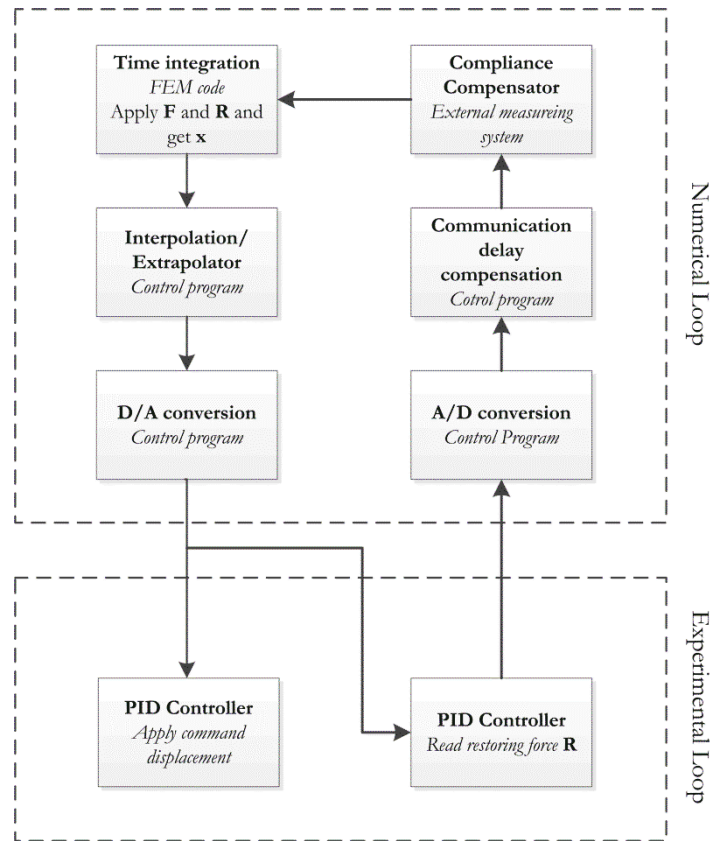 Time integration
FEM code
Apply F and R and
get x
Compliance
Compensator
External measureing
system
Interpolation/
Extrapolator
Control program
Communication
delay
compensation
Cotrol program
D/A conversion
Control program
A/D conversion
Control Program
Numerical Loop
PID Controller
Apply command
displacement
PID Controller
Read restoring force R
Experimental Loop